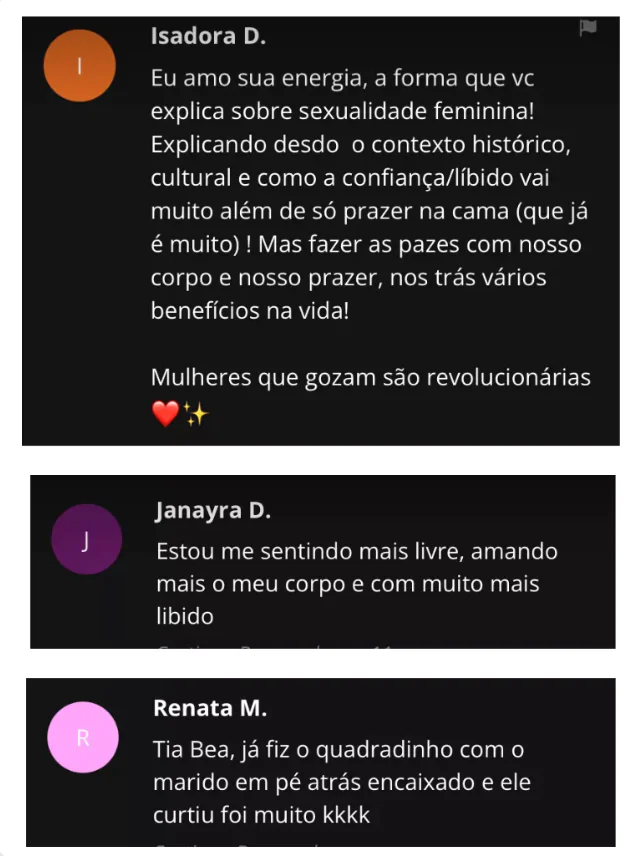 I
Isadora D.
Eu amo sua energia, a forma que vc
explica sobre sexualidade feminina!
Explicando desdo o contexto histórico,
cultural e como a confiança/líbido vai
muito além de só prazer na cama (que já
é muito) ! Mas fazer as pazes com nosso
corpo e nosso prazer, nos trás vários
benefícios na vida!
Mulheres que gozam são revolucionárias
❤️✨
J
Janayra D.
Estou me sentindo mais livre, amando
mais o meu corpo e com muito mais
libido
R
Renata M.
Tia Bea, já fiz o quadradinho com o
marido em pé atrás encaixado e ele
curtiu foi muito kkkk